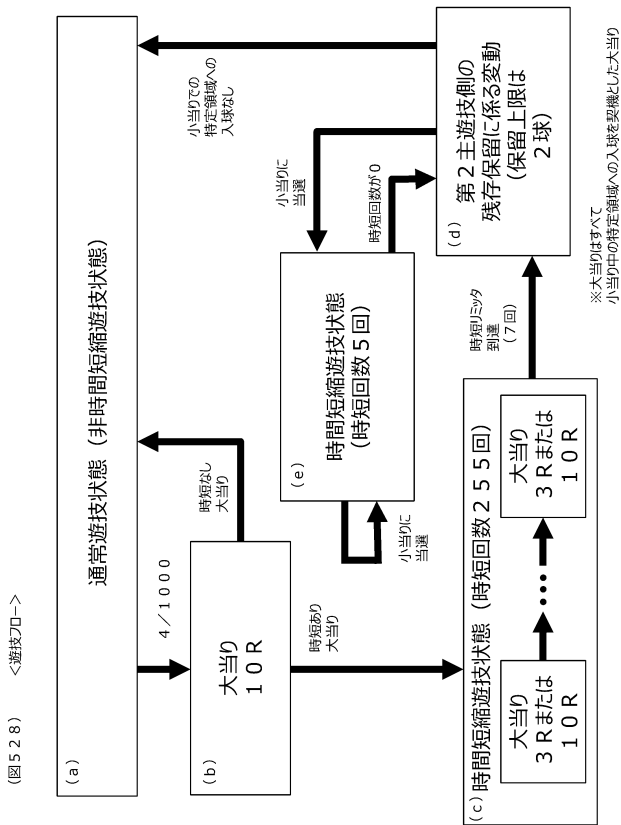 （図５２８）　＜遊技フロー＞
（a）
通常遊技状態（非時間短縮遊技状態）
４／１０００
時短なし
大当り
小当りでの
特定領域への
入球なし
（b）
大当り
１０Ｒ
時短あり
大当り
（e）
時間短縮遊技状態
（時短回数５回）
小当りに
当選
小当りに
当選
時短回数が０
（d）
第２主遊技側の
残存保留に係る変動
（保留上限は
２球）
（c）
時間短縮遊技状態（時短回数２５５回）
大当り
３Ｒまたは
１０Ｒ
・・・
大当り
３Ｒまたは
１０Ｒ
時短リミッタ
到達
（７回）
※大当りはすべて
小当り中の特定領域への入球を契機とした大当り